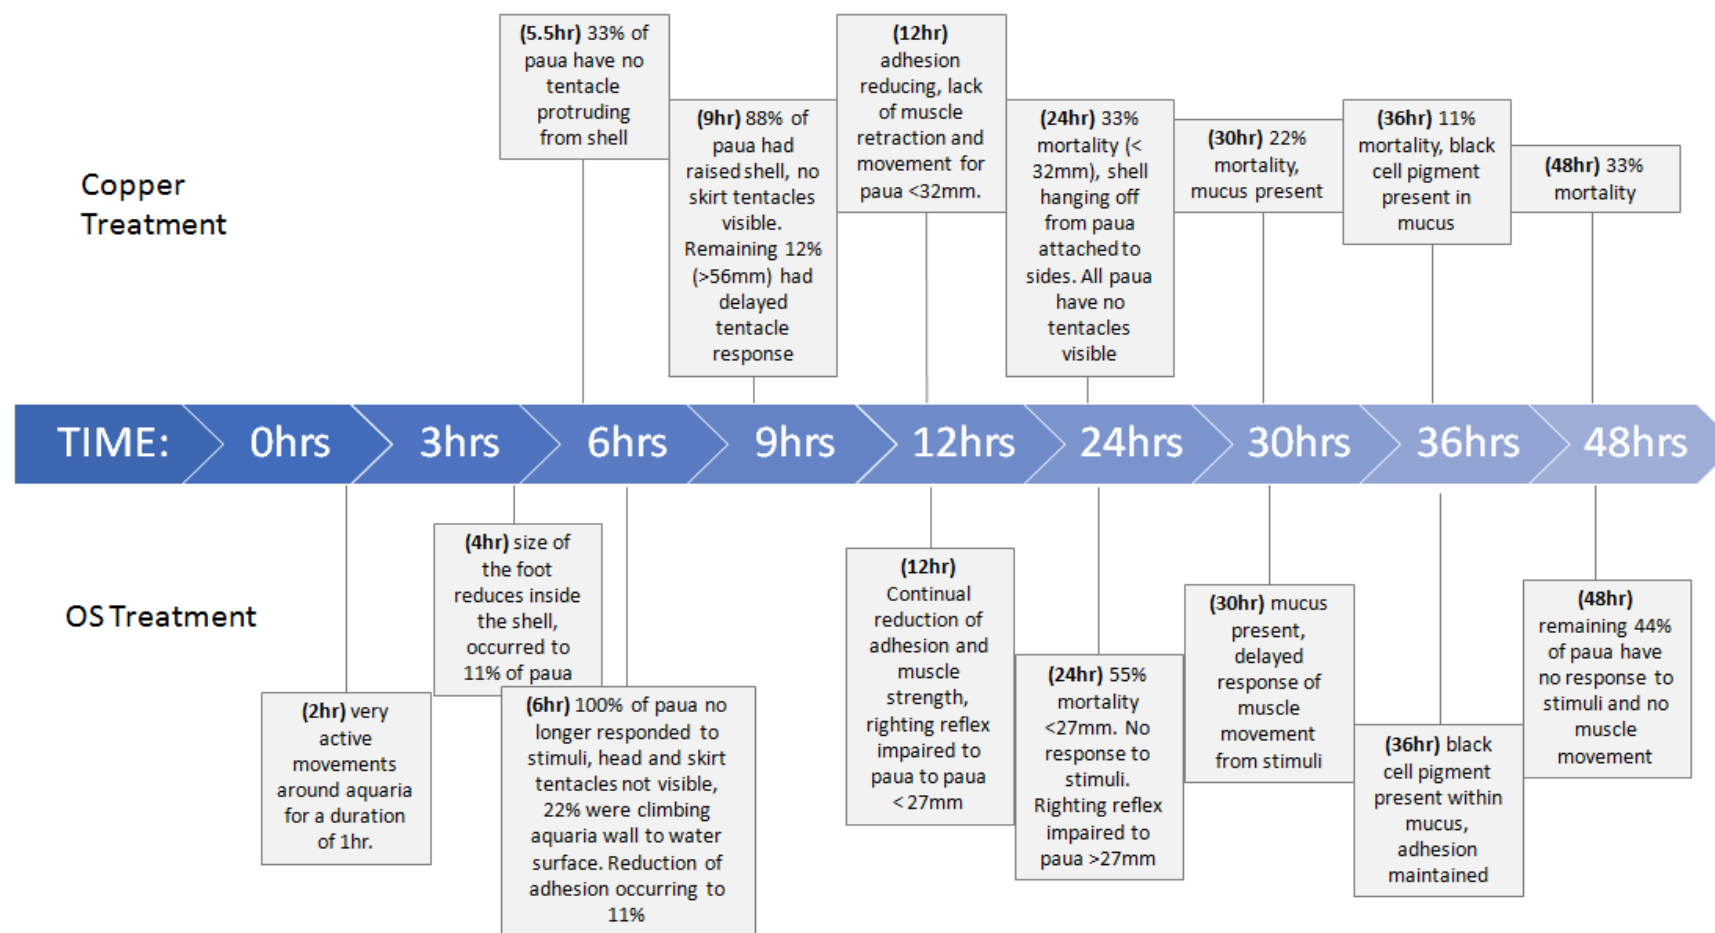 (5.5hr) 33% of
paua have no
tentacle
protruding
from shell
(9hr) 88% of
paua had
raised shell, no
skirt tentacles
visible.
Remaining 12%
(>56mm) had
delayed
tentacle
response
(12hr)
adhesion
reducing, lack
of muscle
retraction and
movement for
paua <32mm.
(24hr) 33%
mortality (<
32mm), shell
hanging off
from paua
attached to
sides. All paua
have no
tentacles
visible
(30hr) 22%
mortality,
mucus present
(36hr) 11%
mortality, black
cell pigment
present in
mucus
(48hr) 33%
mortality
Copper
Treatment
TIME:
0hrs
3hrs
6hrs
9hrs
12hrs
24hrs
30hrs
36hrs
48hrs
OS Treatment
(2hr) very
active
movements
around aquaria
for a duration
of 1hr.
(4hr) size of
the foot
reduces inside
the shell,
occurred to
11% of paua
(6hr) 100% of paua no
longer responded to
stimuli, head and skirt
tentacles not visible,
22% were climbing
aquaria wall to water
surface. Reduction of
adhesion occurring to
11%
(12hr)
Continual
reduction of
adhesion and
muscle
strength,
righting reflex
impaired to
paua to paua
<27mm
(24hr) 55%
mortality
<27mm. No
response to
stimuli.
Righting reflex
impaired to
paua >27mm
(30hr) mucus
present,
delayed
response of
muscle
movement
from stimuli
(36hr) black
cell pigment
present within
mucus,
adhesion
maintained
(48hr)
remaining 44%
of paua have
no response to
stimuli and no
muscle
movement